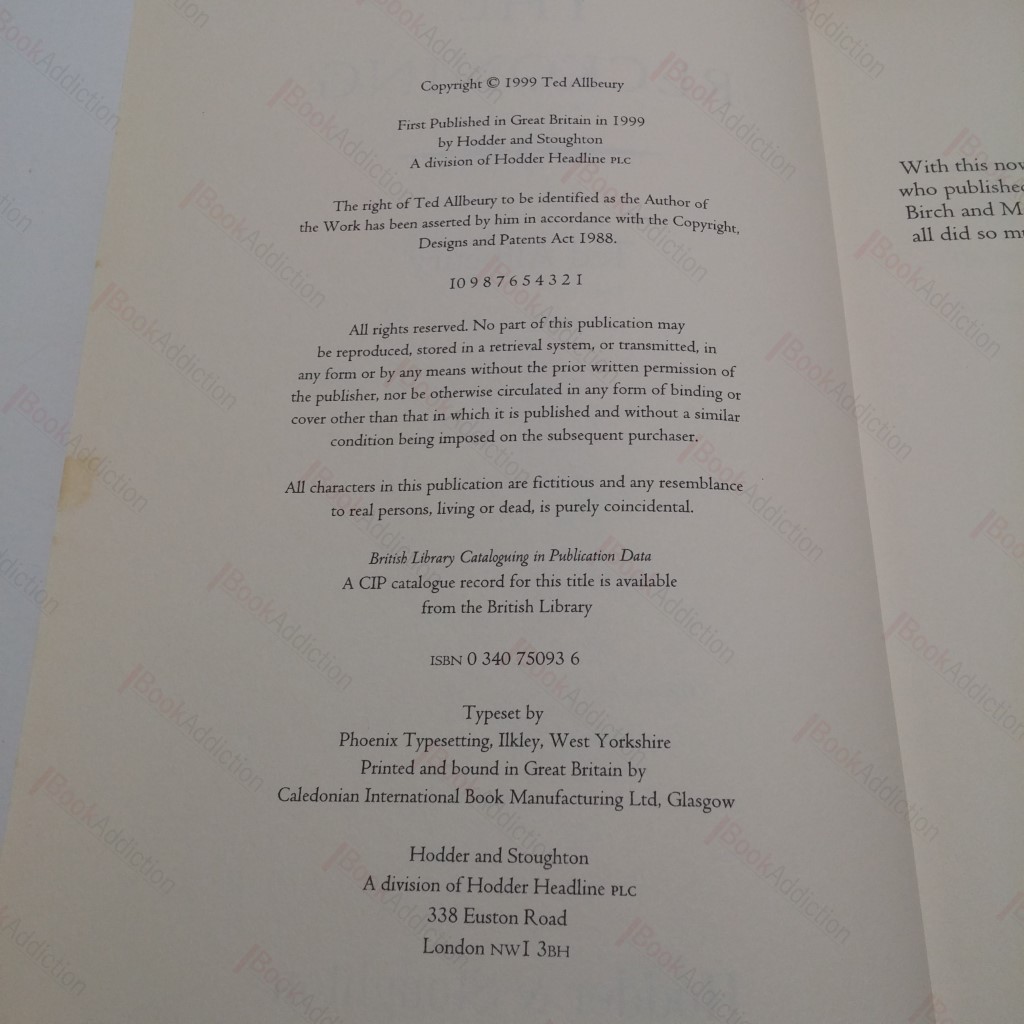 Copyright © 1999 Ted Allbeury
First Published in Great Britain in 1999
by Hodder and Stoughton
A division of Hodder Headline PLC
The right of Ted Allbeury to be identified as the Author of
the Work has been asserted by him in accordance with the Copyright,
Designs and Patents Act 1988.
10 9 8 7 6 5 4 3 2 1
All rights reserved. No part of this publication may
be reproduced, stored in a retrieval system, or transmitted, in
any form or by any means without the prior written permission of
the publisher, nor be otherwise circulated in any form of binding or
cover other than that in which it is published and without a similar
condition being imposed on the subsequent purchaser.
All characters in this publication are fictitious and any resemblance
to real persons, living or dead, is purely coincidental.
British Library Cataloguing in Publication Data
A CIP catalogue record for this title is available
from the British Library
ISBN 0 340 75093 6
Typeset by
Phoenix Typesetting, Ilkley, West Yorkshire
Printed and bound in Great Britain by
Caledonian International Book Manufacturing Ltd, Glasgow
Hodder and Stoughton
A division of Hodder Headline PLC
338 Euston Road
London NW1 3BH
With this
who
Birch and
all did so
BookAddiction